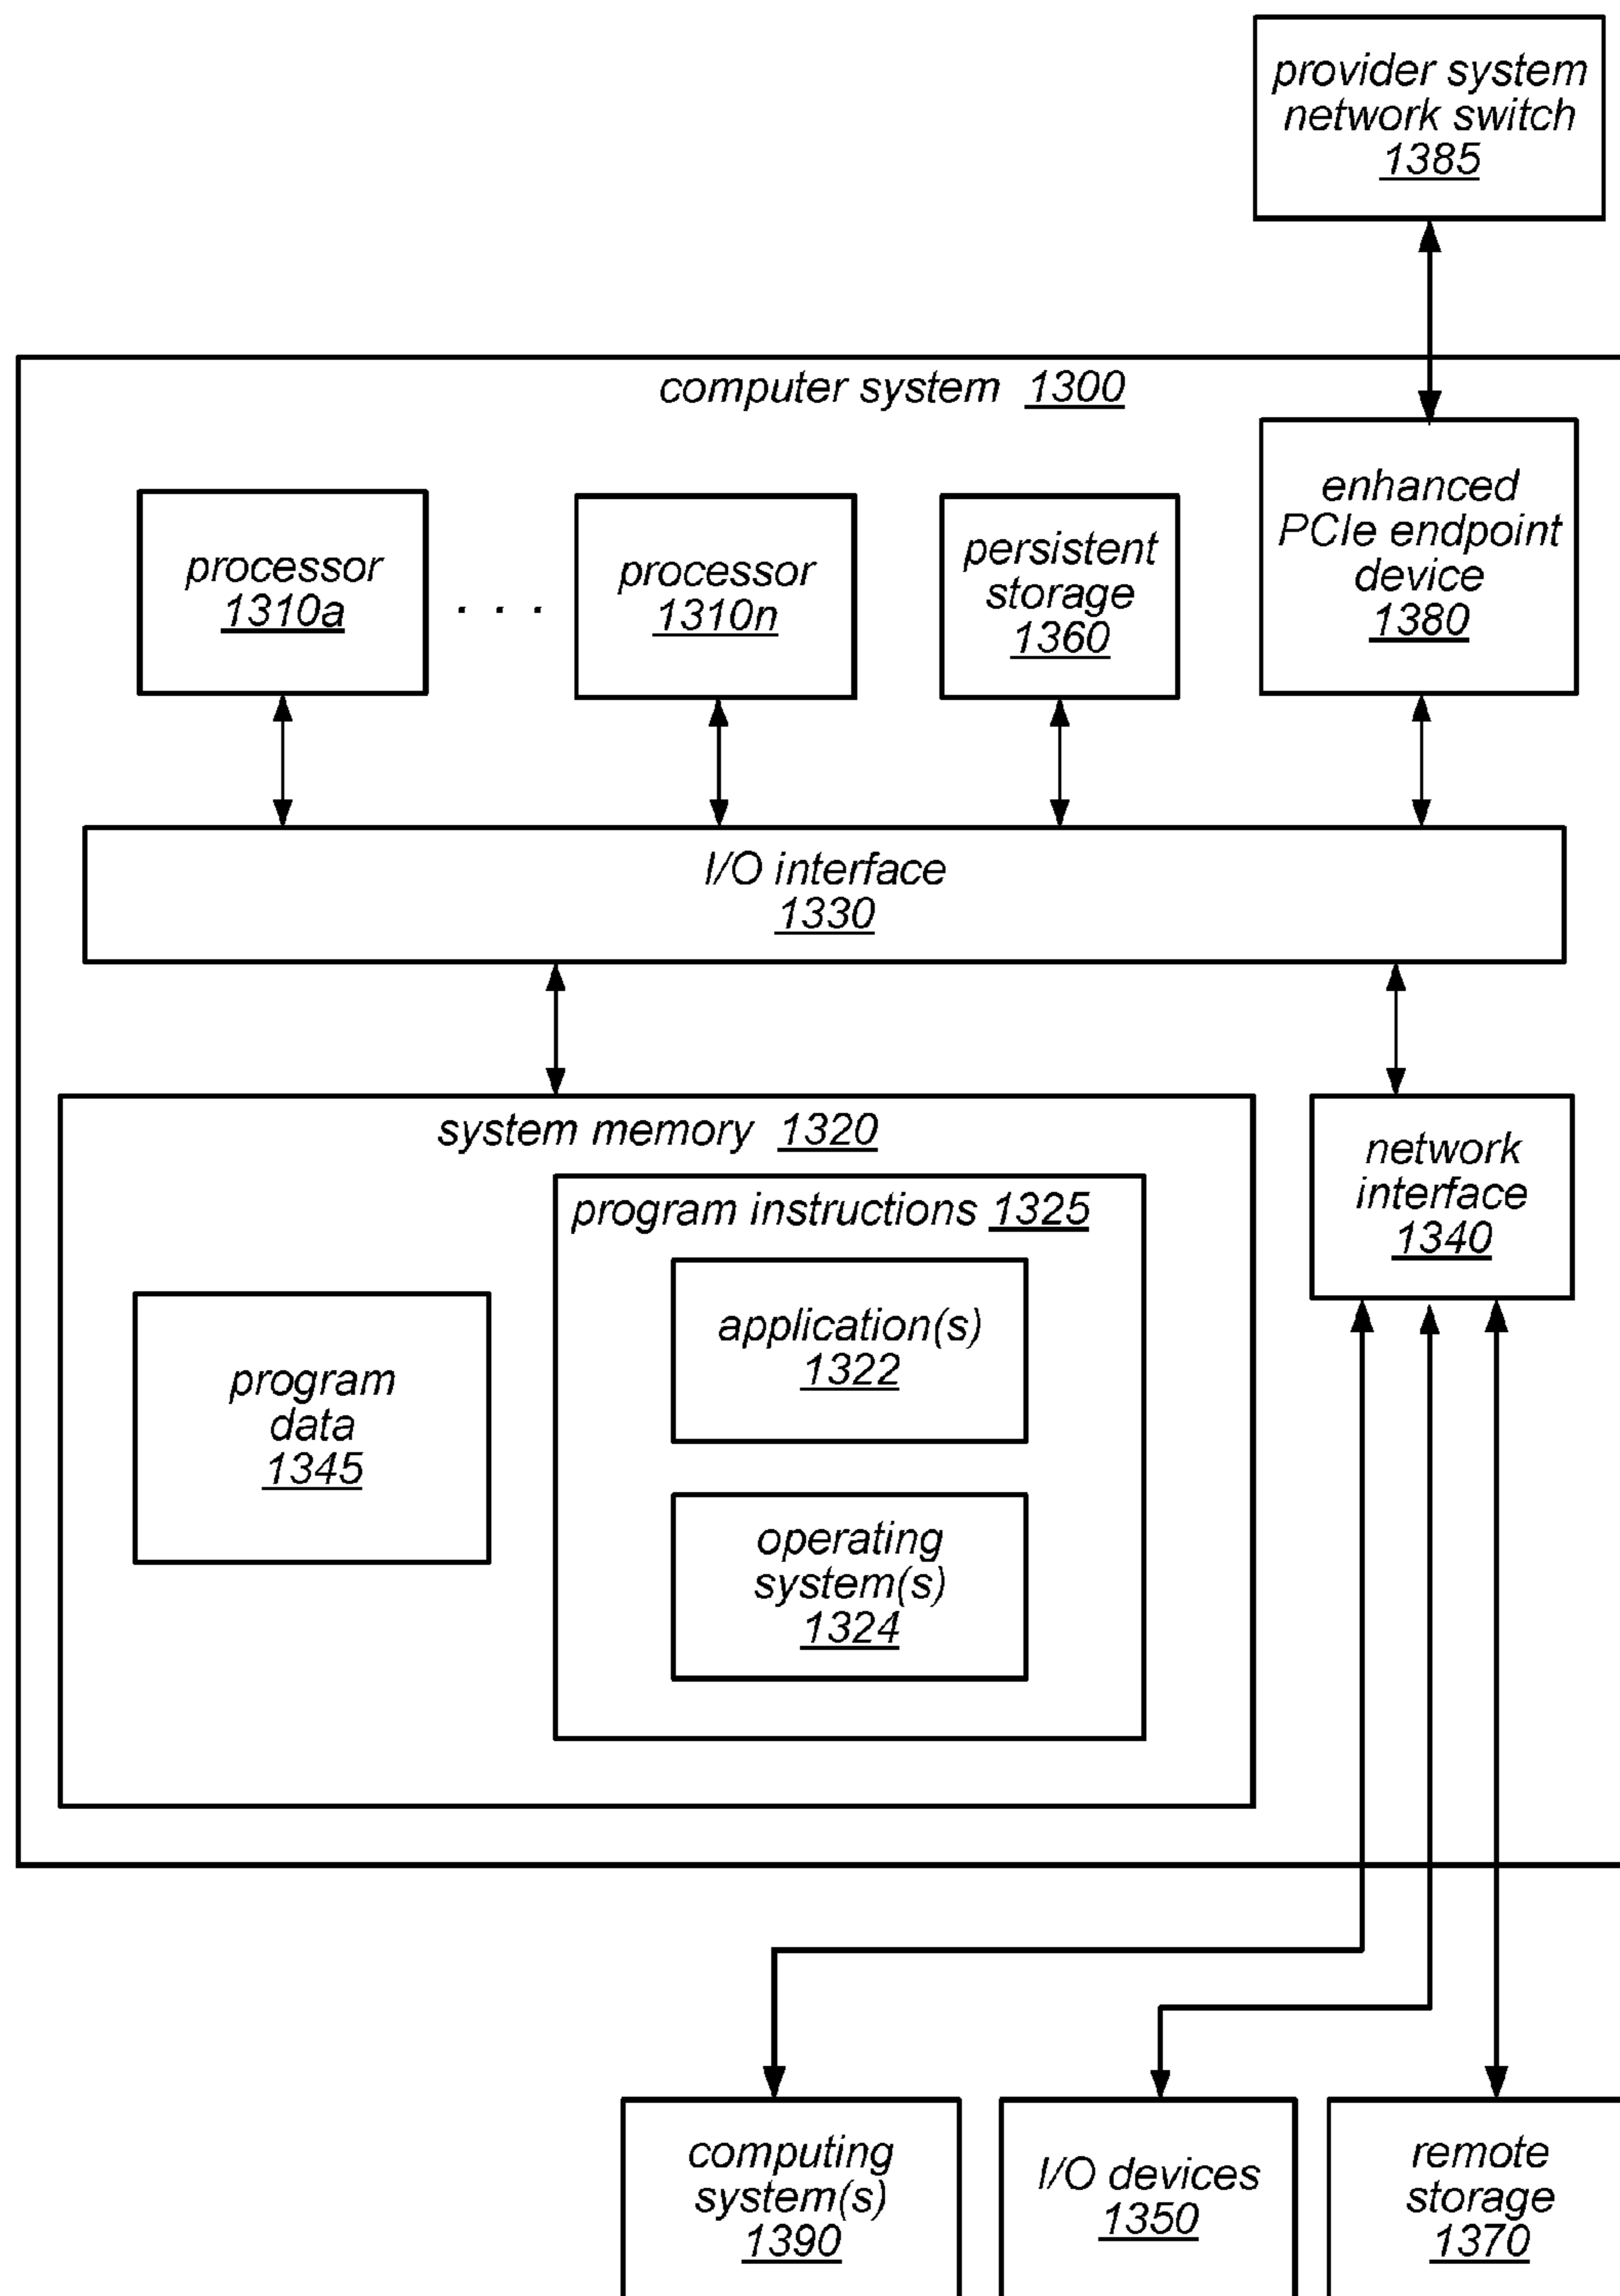 provider system
network switch
1385
computer system 1300
enhanced
PCIe endpoint
device
1380
processor
1310a
. . .
processor
1310n
persistent
storage
1360
I/O interface
1330
system memory 1320
program instructions 1325
application(s)
1322
operating
system(s)
1324
program
data
1345
network
interface
1340
computing
system(s)
1390
I/O devices
1350
remote
storage
1370